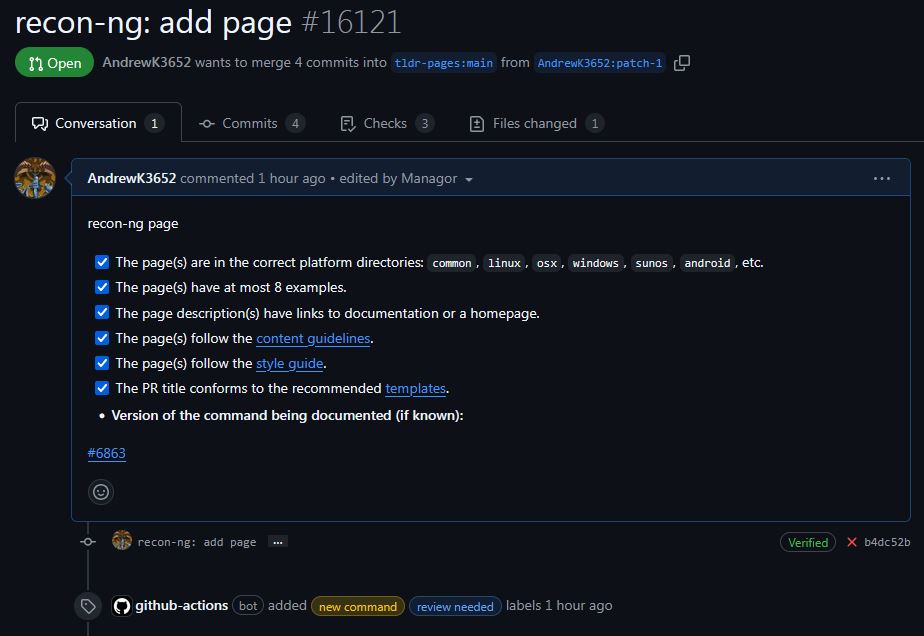 recon-ng: add page #16121
Open AndrewK3652 wants to merge 4 commits into tldr-pages:main from AndrewK3652:patch-1
Conversation 1 Commits 4 Checks 3 Files changed 1
AndrewK3652 commented 1 hour ago • edited by Managor
recon-ng page
The page(s) are in the correct platform directories: common, linux, osx, windows, sunos, android, etc.
The page(s) have at most 8 examples.
The page description(s) have links to documentation or a homepage.
The page(s) follow the content guidelines.
The page(s) follow the style guide.
The PR title conforms to the recommended templates.
• Version of the command being documented (if known):
#6863
recon-ng: add page ... Verified b4dc52b
github-actions bot added new command review needed labels 1 hour ago